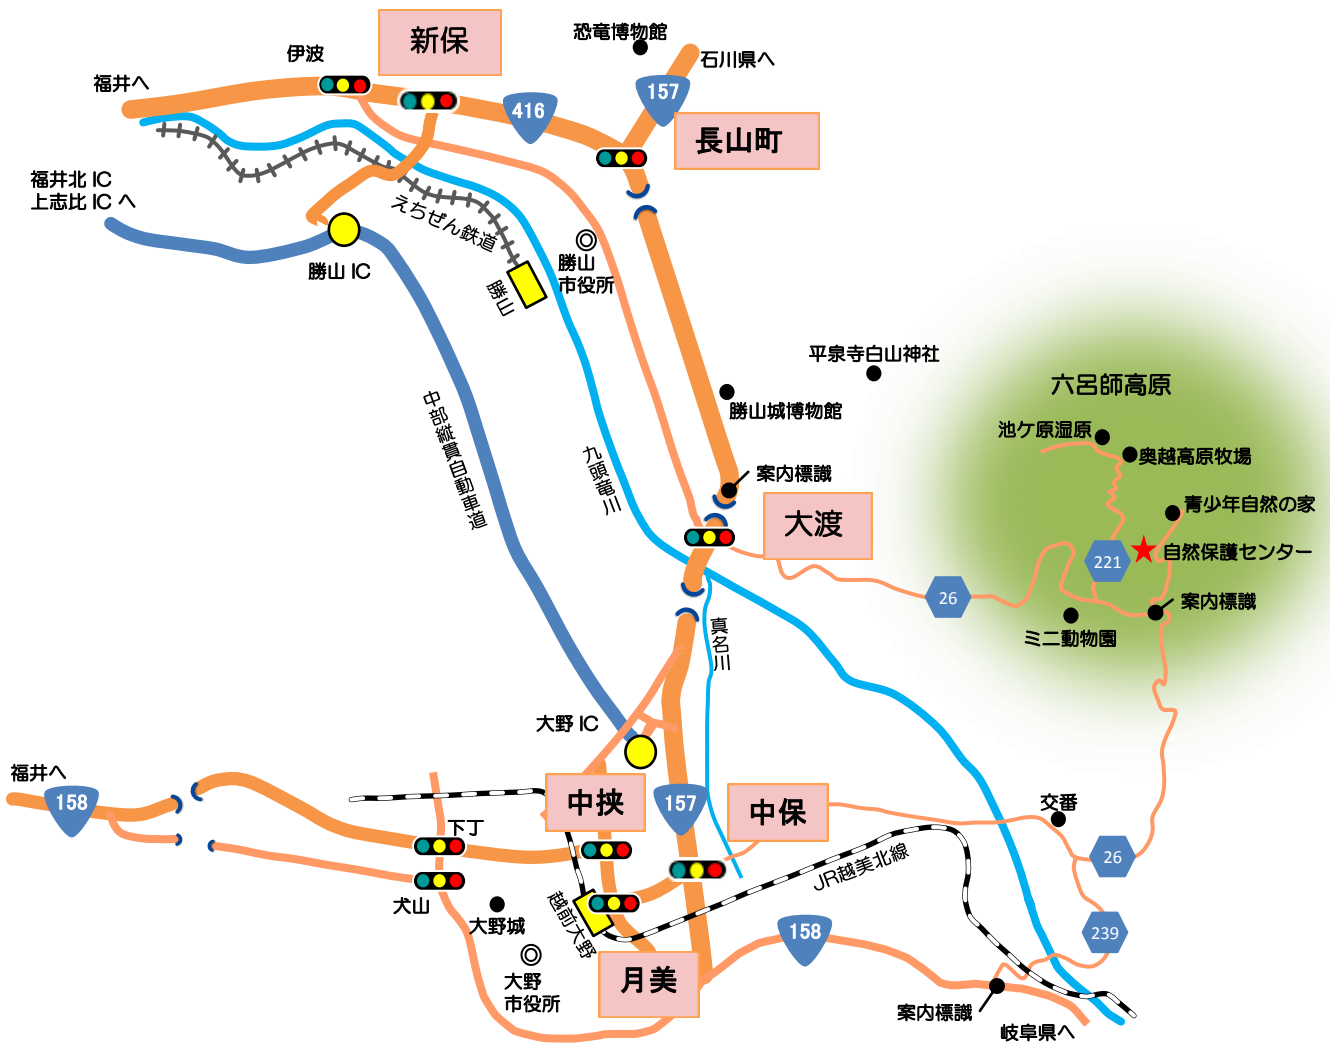 恐竜博物館
新保
伊波
石川県へ
福井へ
157
416
長山町
福井北 IC
上志比 IC へ
えちぜん鉄道
勝山
市役所
勝山 IC
勝山
平泉寺白山神社
六呂師高原
中部縦貫自動車道
勝山城博物館
池ケ原湿原
奥越高原牧場
九頭竜川
案内標識
青少年自然の家
大渡
自然保護センター
221
26
案内標識
真名川
ミニ動物園
大野 IC
福井へ
158
中挟
157
中保
交番
下丁
26
JR越美北線
犬山
大野城
越前大野
158
239
大野
市役所
月美
案内標識
岐阜県へ